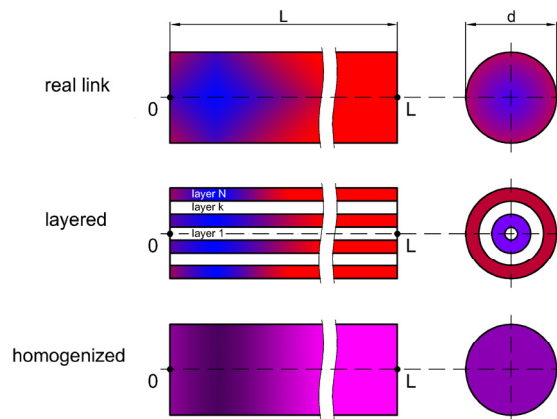 L
d
real link
0
L
layer N
layer k
layered
layer 1
0
L
homogenized
0
L